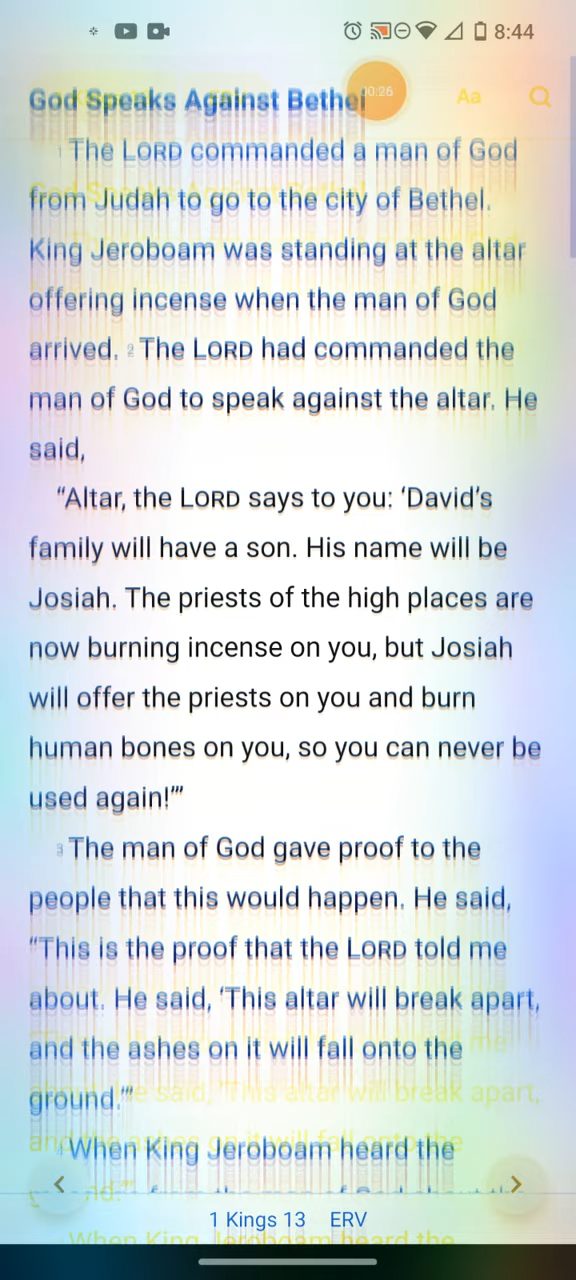 8:44
00:26
Aa
God Speaks Against Bethel
1 The LORD commanded a man of God
from Judah to go to the city of Bethel.
King Jeroboam was standing at the altar
offering incense when the man of God
arrived. 2 The LORD had commanded the
man of God to speak against the altar. He
said,
“Altar, the LORD says to you: ‘David’s
family will have a son. His name will be
Josiah. The priests of the high places are
now burning incense on you, but Josiah
will offer the priests on you and burn
human bones on you, so you can never be
used again!’”
3 The man of God gave proof to the
people that this would happen. He said,
“This is the proof that the LORD told me
about. He said, ‘This altar will break apart,
and the ashes on it will fall onto the
ground.’”
4 When King Jeroboam heard the
1 Kings 13 ERV